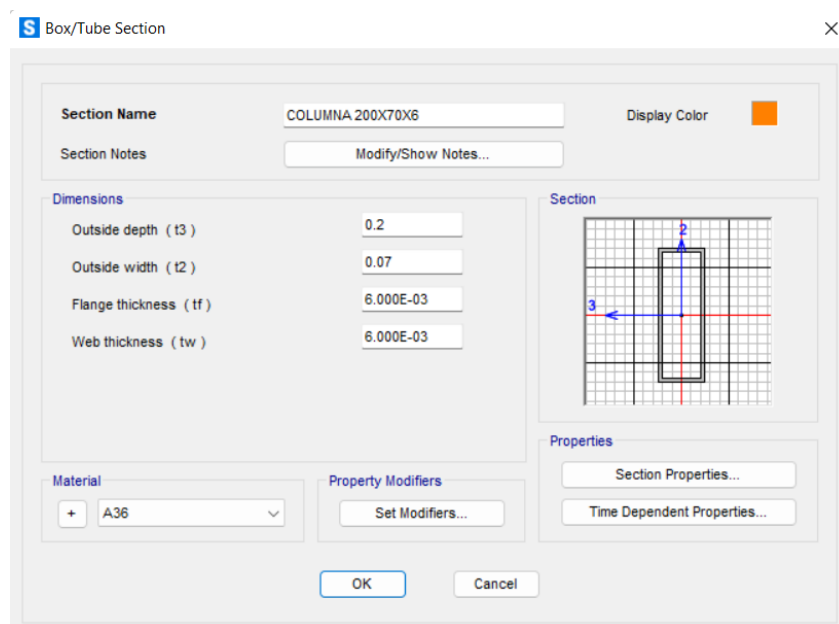 S Box/Tube Section
Section Name COLUMNA 200X70X6 Display Color
Section Notes Modify/Show Notes...
Dimensions
Outside depth ( t3 ) 0.2
Outside width ( t2 ) 0.07
Flange thickness ( tf ) 6.000E-03
Web thickness ( tw ) 6.000E-03
Section
2
3
Material
+ A36
Property Modifiers
Set Modifiers...
Properties
Section Properties...
Time Dependent Properties...
OK Cancel